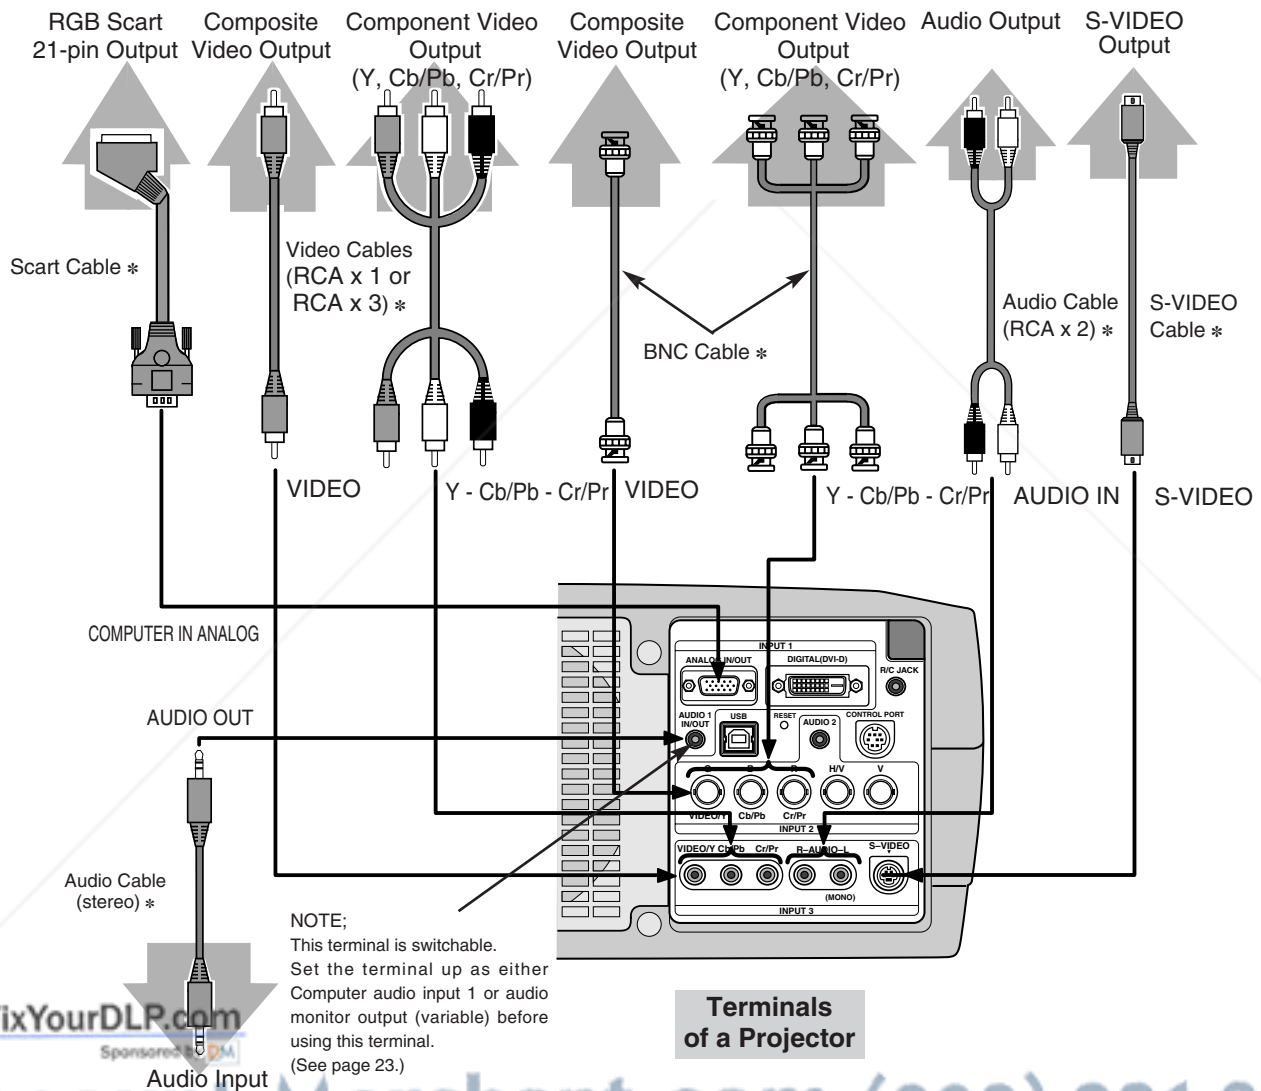 RGB Scart
21-pin Output
Composite
Video Output
Component Video
Output
(Y, Cb/Pb, Cr/Pr)
Composite
Video Output
Component Video
Output
(Y, Cb/Pb, Cr/Pr)
Audio Output
S-VIDEO
Output
Scart Cable *
Video Cables
(RCA x 1 or
RCA x 3) *
BNC Cable *
Audio Cable
(RCA x 2) *
S-VIDEO
Cable *
VIDEO
Y - Cb/Pb - Cr/Pr
VIDEO
Y - Cb/Pb - Cr/Pr
AUDIO IN
S-VIDEO
COMPUTER IN ANALOG
AUDIO OUT
INPUT 1
ANALOG IN/OUT
DIGITAL(DVI-D)
R/C JACK
AUDIO 1
IN/OUT
USB
RESET
AUDIO 2
CONTROL PORT
G
B
R
H/V
V
VIDEO/Y
Cb/Pb
Cr/Pr
INPUT 2
VIDEO/Y Cb/Pb Cr/Pr
R–AUDIO–L
S–VIDEO
(MONO)
INPUT 3
Audio Cable
(stereo) *
NOTE;
This terminal is switchable.
Set the terminal up as either
Computer audio input 1 or audio
monitor output (variable) before
using this terminal.
(See page 23.)
Terminals
of a Projector
ixYourDLP.com
Sponsored by DM
Audio Input